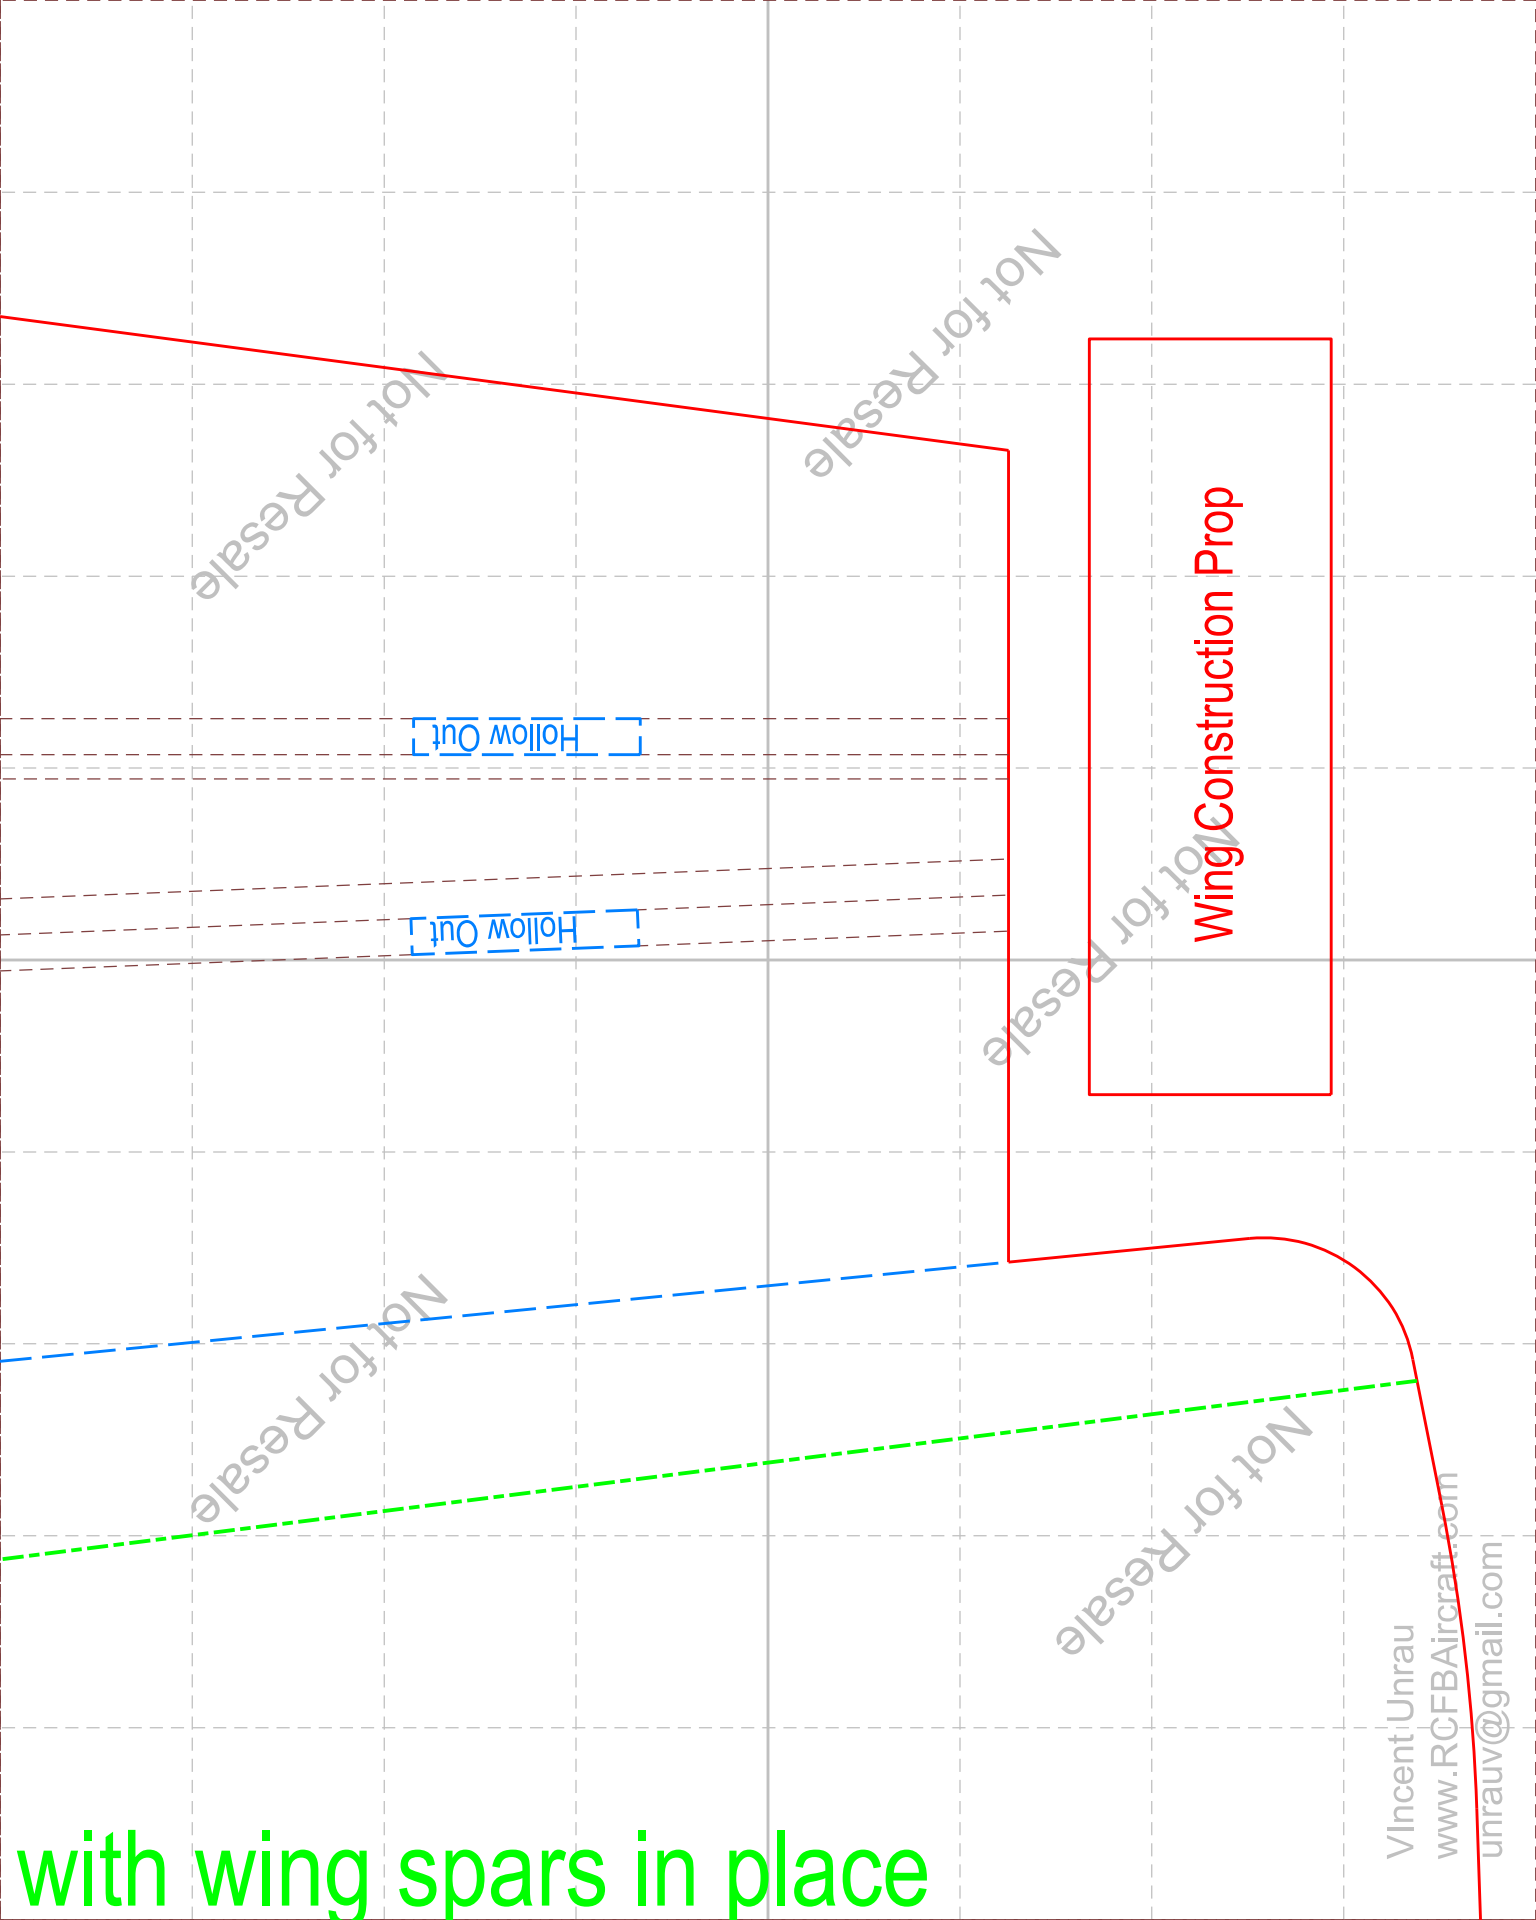 Not for Resale
Not for Resale
Wing Construction Prop
Hollow Out
Hollow Out
Not for Resale
Not for Resale
Not for Resale
VIncent Unrau
www.RCFBAircraft.com
unrauv@gmail.com
with wing spars in place